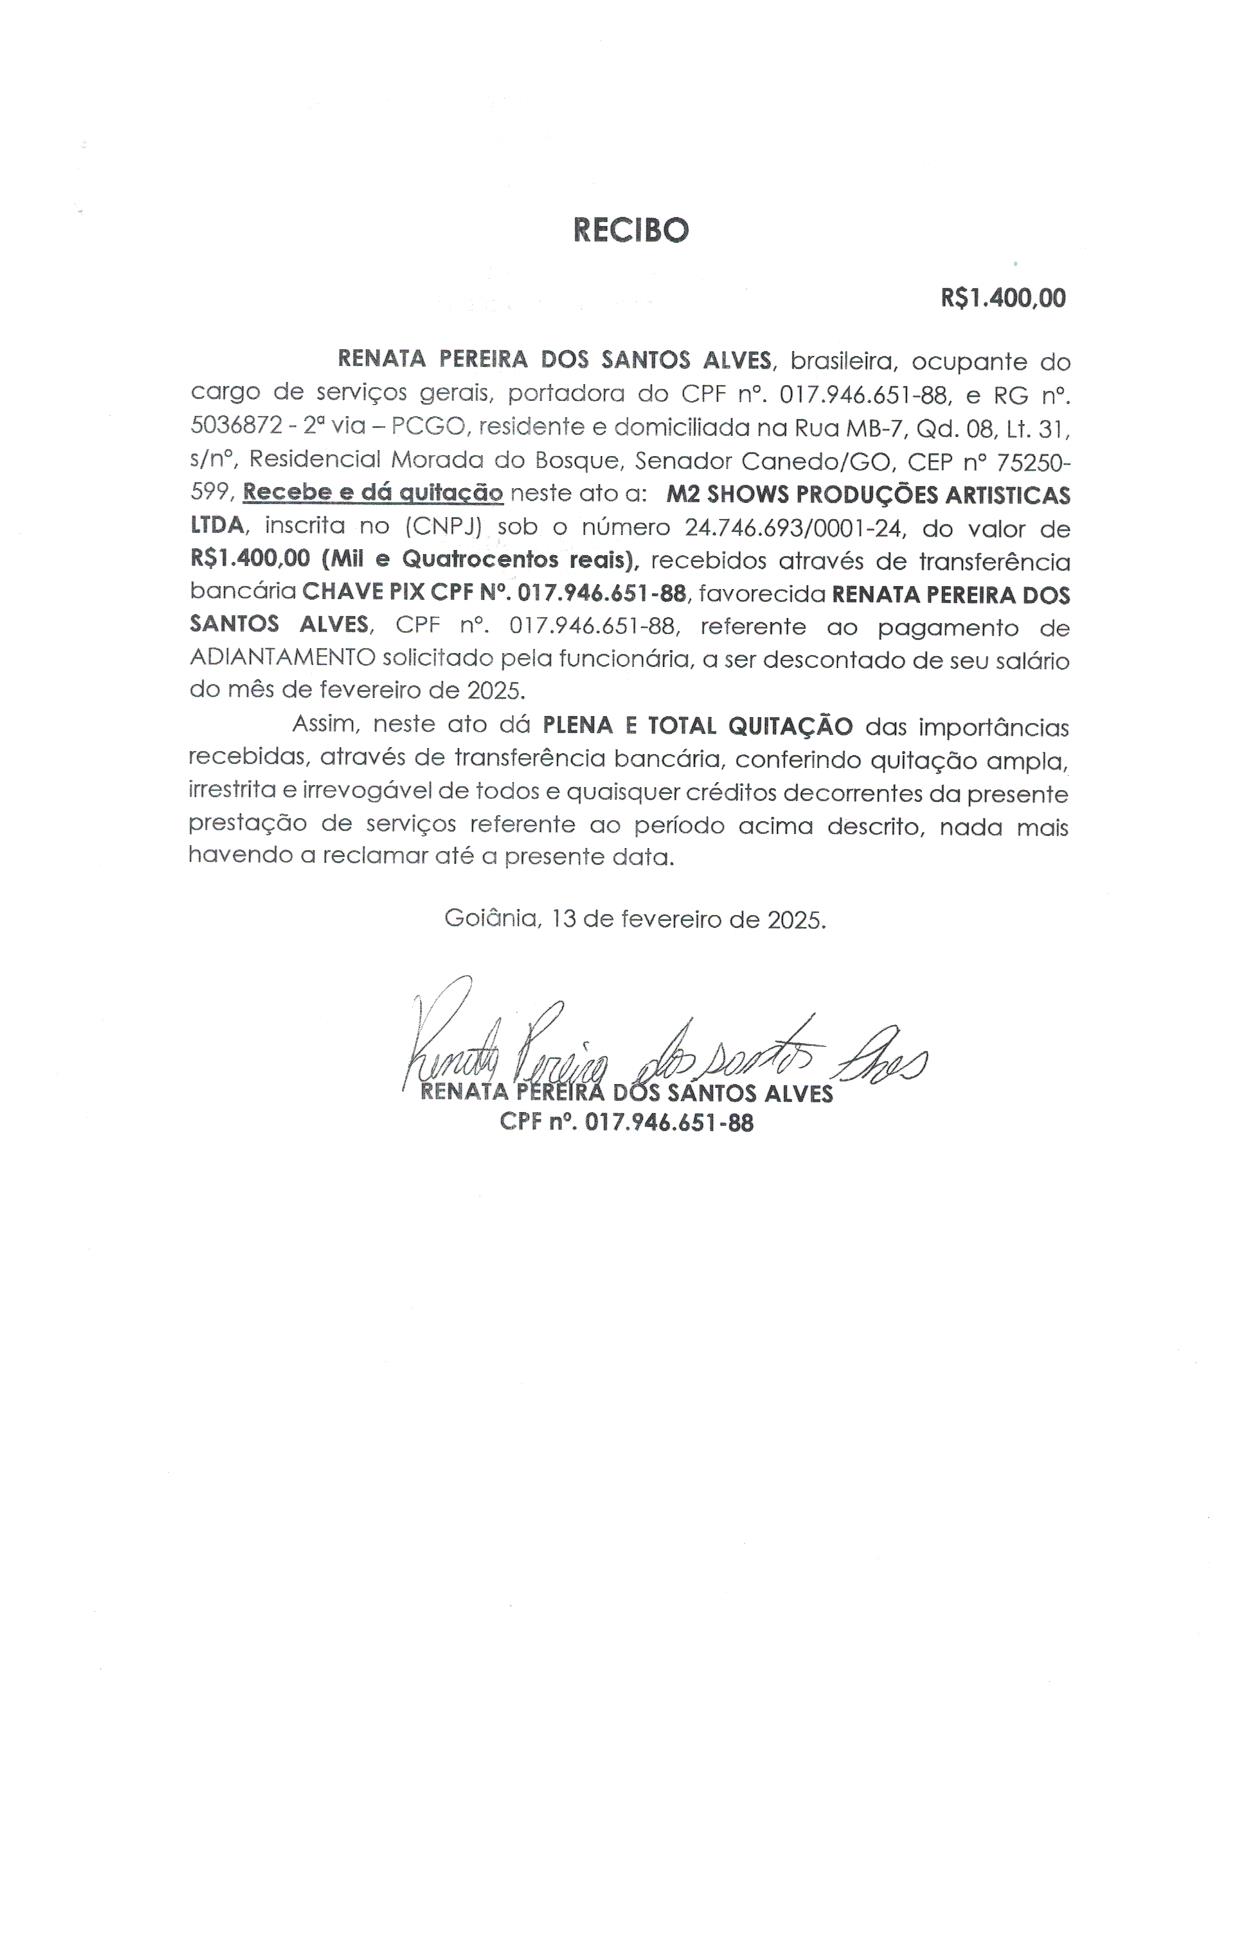 RECIBO
R$1.400,00
RENATA PEREIRA DOS SANTOS ALVES, brasileira, ocupante do
cargo de serviços gerais, portadora do CPF nº. 017.946.651-88, e RG nº.
5036872 - 2ª via – PCGO, residente e domiciliada na Rua MB-7, Qd. 08, Lt. 31,
s/nº, Residencial Morada do Bosque, Senador Canedo/GO, CEP nº 75250-
599, Recebe e dá quitação neste ato a: M2 SHOWS PRODUÇÕES ARTISTICAS
LTDA, inscrita no (CNPJ) sob o número 24.746.693/0001-24, do valor de
R$1.400,00 (Mil e Quatrocentos reais), recebidos através de transferência
bancária CHAVE PIX CPF Nº. 017.946.651-88, favorecida RENATA PEREIRA DOS
SANTOS ALVES, CPF nº. 017.946.651-88, referente ao pagamento de
ADIANTAMENTO solicitado pela funcionária, a ser descontado de seu salário
do mês de fevereiro de 2025.
Assim, neste ato dá PLENA E TOTAL QUITAÇÃO das importâncias
recebidas, através de transferência bancária, conferindo quitação ampla,
irrestrita e irrevogável de todos e quaisquer créditos decorrentes da presente
prestação de serviços referente ao período acima descrito, nada mais
havendo a reclamar até a presente data.
Goiânia, 13 de fevereiro de 2025.
Renata Pereira dos santos Alves
RENATA PEREIRA DOS SANTOS ALVES
CPF nº. 017.946.651-88